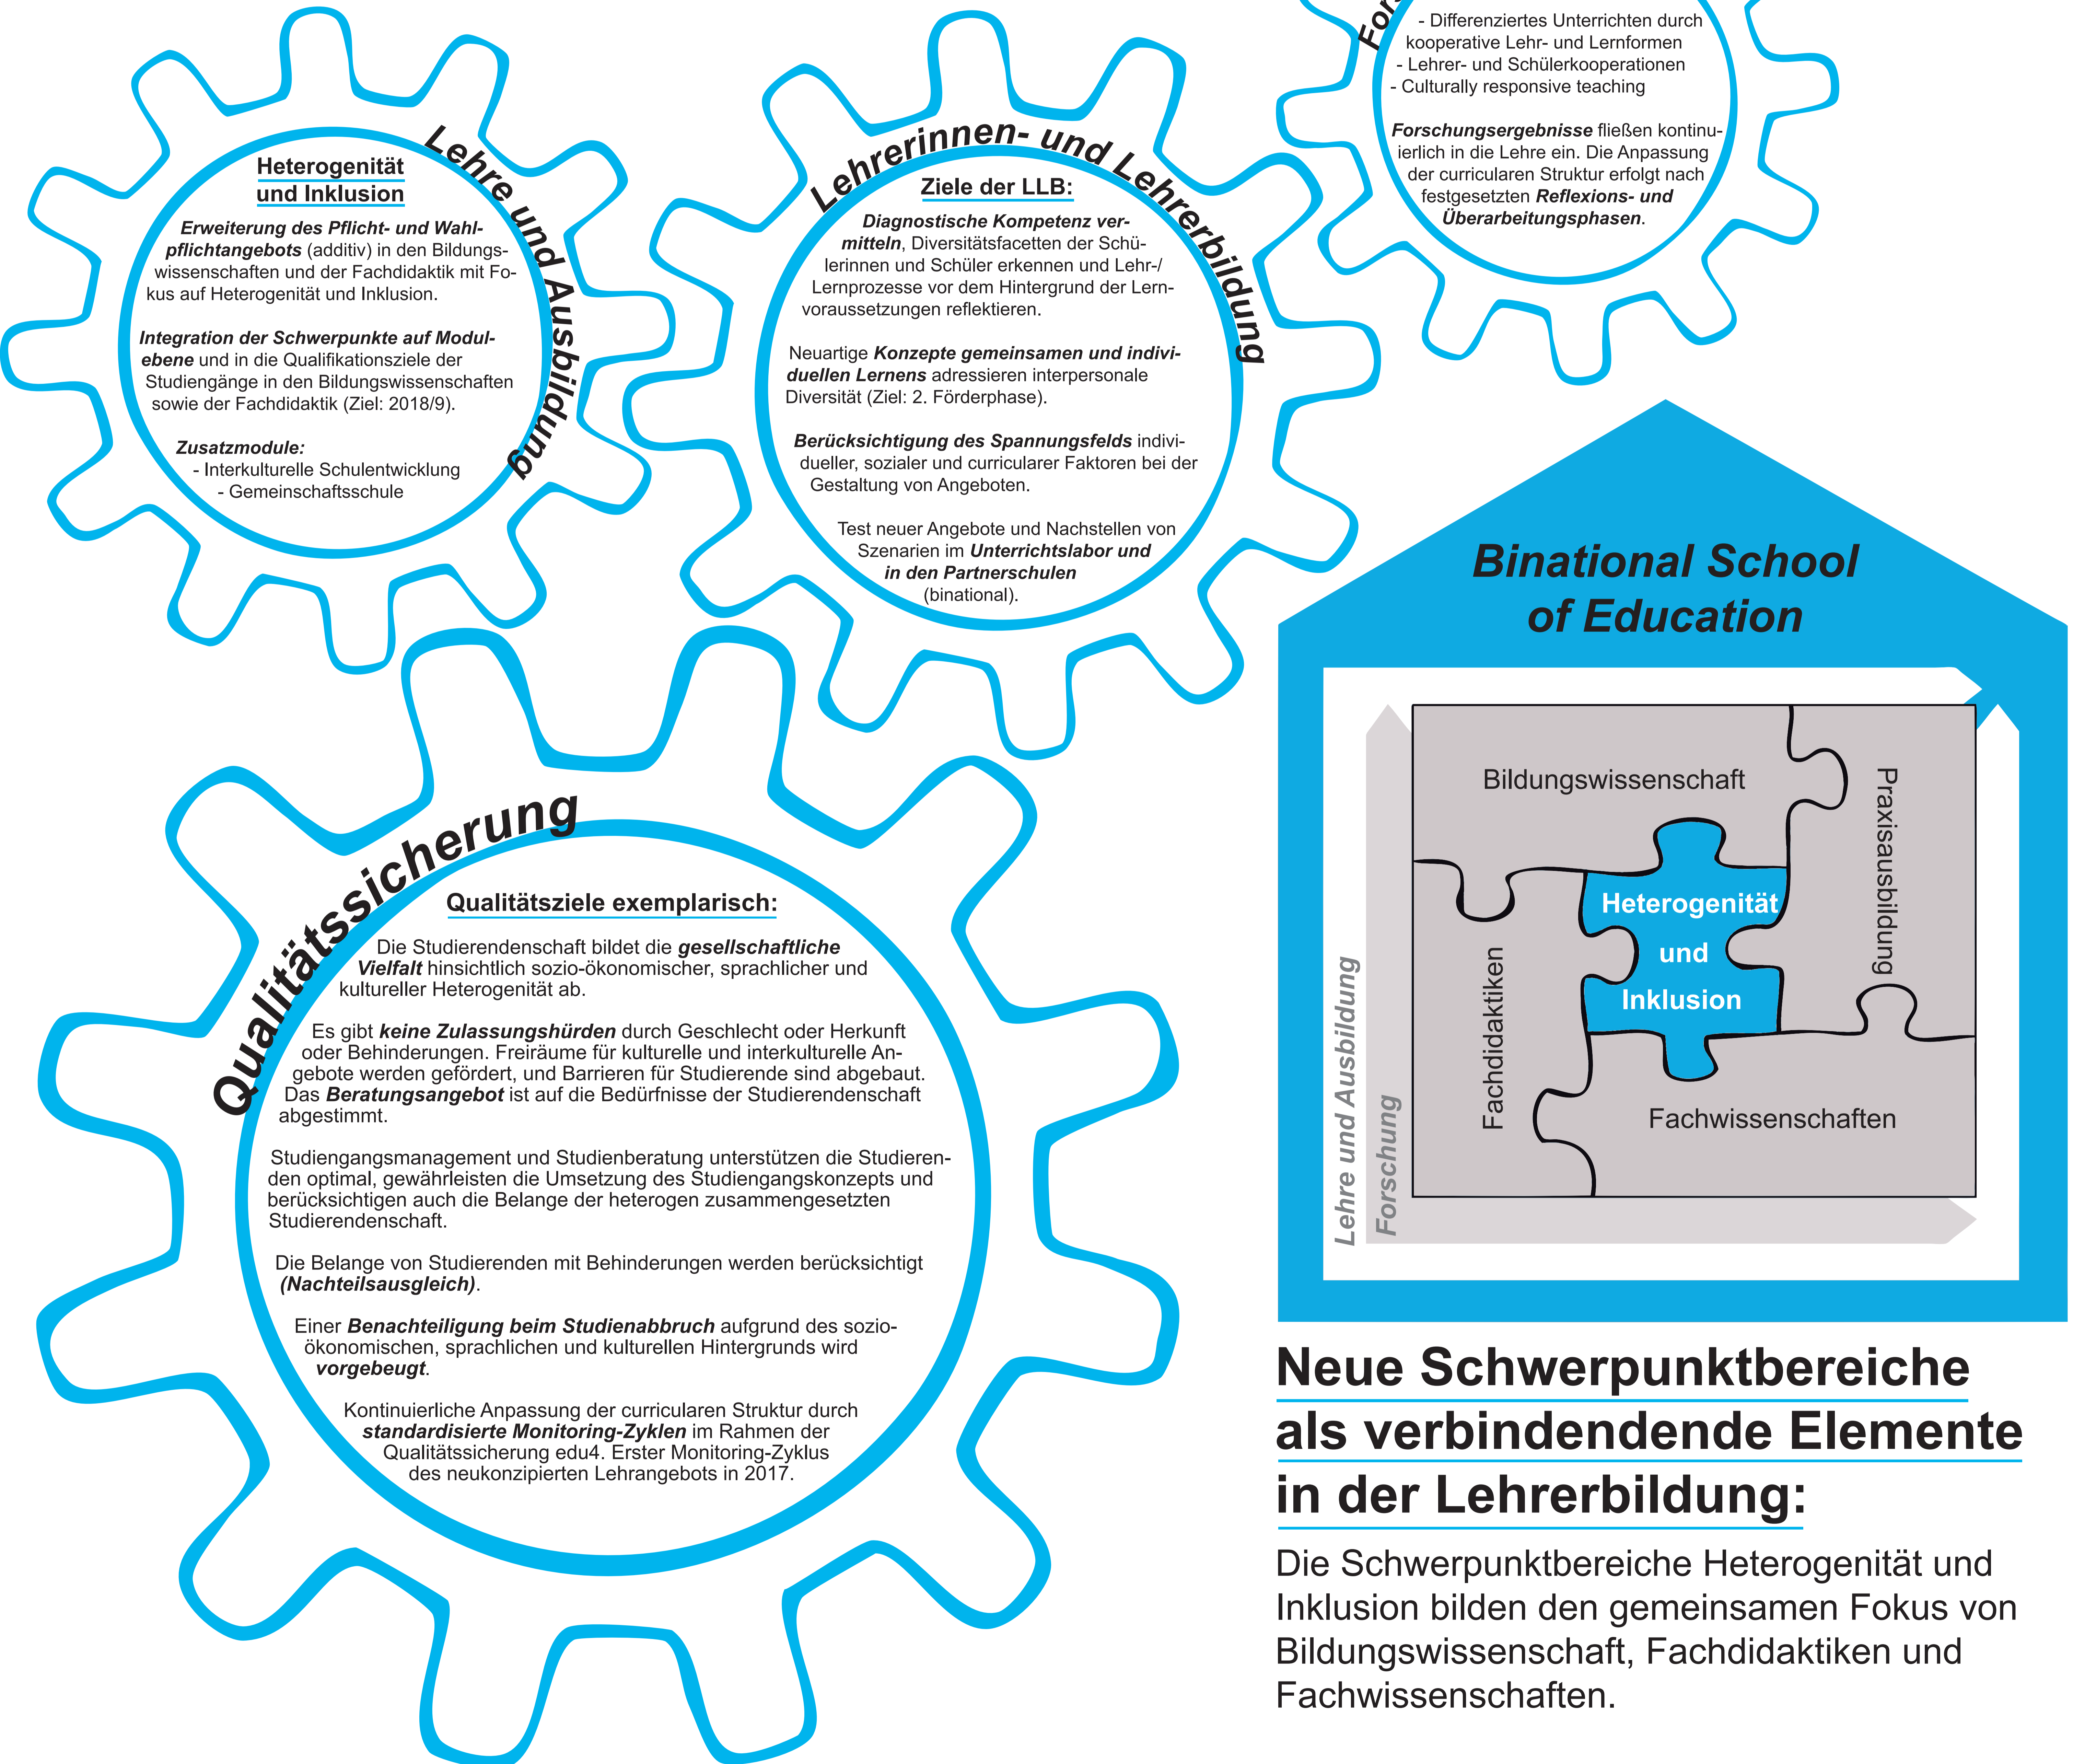 Lehre und Ausbildung
Heterogenität
und Inklusion
Erweiterung des Pflicht- und Wahl-
pflichtangebots (additiv) in den Bildungs-
wissenschaften und der Fachdidaktik mit Fo-
kus auf Heterogenität und Inklusion.
Integration der Schwerpunkte auf Modul-
ebene und in die Qualifikationsziele der
Studiengänge in den Bildungswissenschaften
sowie der Fachdidaktik (Ziel: 2018/9).
Zusatzmodule:
- Interkulturelle Schulentwicklung
- Gemeinschaftsschule
Lehrerinnen- und Lehrerbildung
Ziele der LLB:
Diagnostische Kompetenz ver-
mitteln, Diversitätsfacetten der Schü-
lerinnen und Schüler erkennen und Lehr-/
Lernprozesse vor dem Hintergrund der Lern-
voraussetzungen reflektieren.
Neuartige Konzepte gemeinsamen und indivi-
duellen Lernens adressieren interpersonale
Diversität (Ziel: 2. Förderphase).
Berücksichtigung des Spannungsfelds indivi-
dueller, sozialer und curricularer Faktoren bei der
Gestaltung von Angeboten.
Test neuer Angebote und Nachstellen von
Szenarien im Unterrichtslabor und
in den Partnerschulen
(binational).
- Differenziertes Unterrichten durch
kooperative Lehr- und Lernformen
- Lehrer- und Schülerkooperationen
- Culturally responsive teaching
Forschungsergebnisse fließen kontinu-
ierlich in die Lehre ein. Die Anpassung
der curricularen Struktur erfolgt nach
festgesetzten Reflexions- und
Überarbeitungsphasen.
Qualitätssicherung
Qualitätsziele exemplarisch:
Die Studierendenschaft bildet die gesellschaftliche
Vielfalt hinsichtlich sozio-ökonomischer, sprachlicher und
kultureller Heterogenität ab.
Es gibt keine Zulassungshürden durch Geschlecht oder Herkunft
oder Behinderungen. Freiräume für kulturelle und interkulturelle An-
gebote werden gefördert, und Barrieren für Studierende sind abgebaut.
Das Beratungsangebot ist auf die Bedürfnisse der Studierendenschaft
abgestimmt.
Studiengangsmanagement und Studienberatung unterstützen die Studieren-
den optimal, gewährleisten die Umsetzung des Studiengangskonzepts und
berücksichtigen auch die Belange der heterogen zusammengesetzten
Studierendenschaft.
Die Belange von Studierenden mit Behinderungen werden berücksichtigt
(Nachteilsausgleich).
Einer Benachteiligung beim Studienabbruch aufgrund des sozio-
ökonomischen, sprachlichen und kulturellen Hintergrunds wird
vorgebeugt.
Kontinuierliche Anpassung der curricularen Struktur durch
standardisierte Monitoring-Zyklen im Rahmen der
Qualitätssicherung edu4. Erster Monitoring-Zyklus
des neukonzipierten Lehrangebots in 2017.
Binational School
of Education
Bildungswissenschaft
Praxisausbildung
Heterogenität
und
Inklusion
Fachdidaktiken
Fachwissenschaften
Lehre und Ausbildung
Forschung
Neue Schwerpunktbereiche
als verbindendende Elemente
in der Lehrerbildung:
Die Schwerpunktbereiche Heterogenität und
Inklusion bilden den gemeinsamen Fokus von
Bildungswissenschaft, Fachdidaktiken und
Fachwissenschaften.